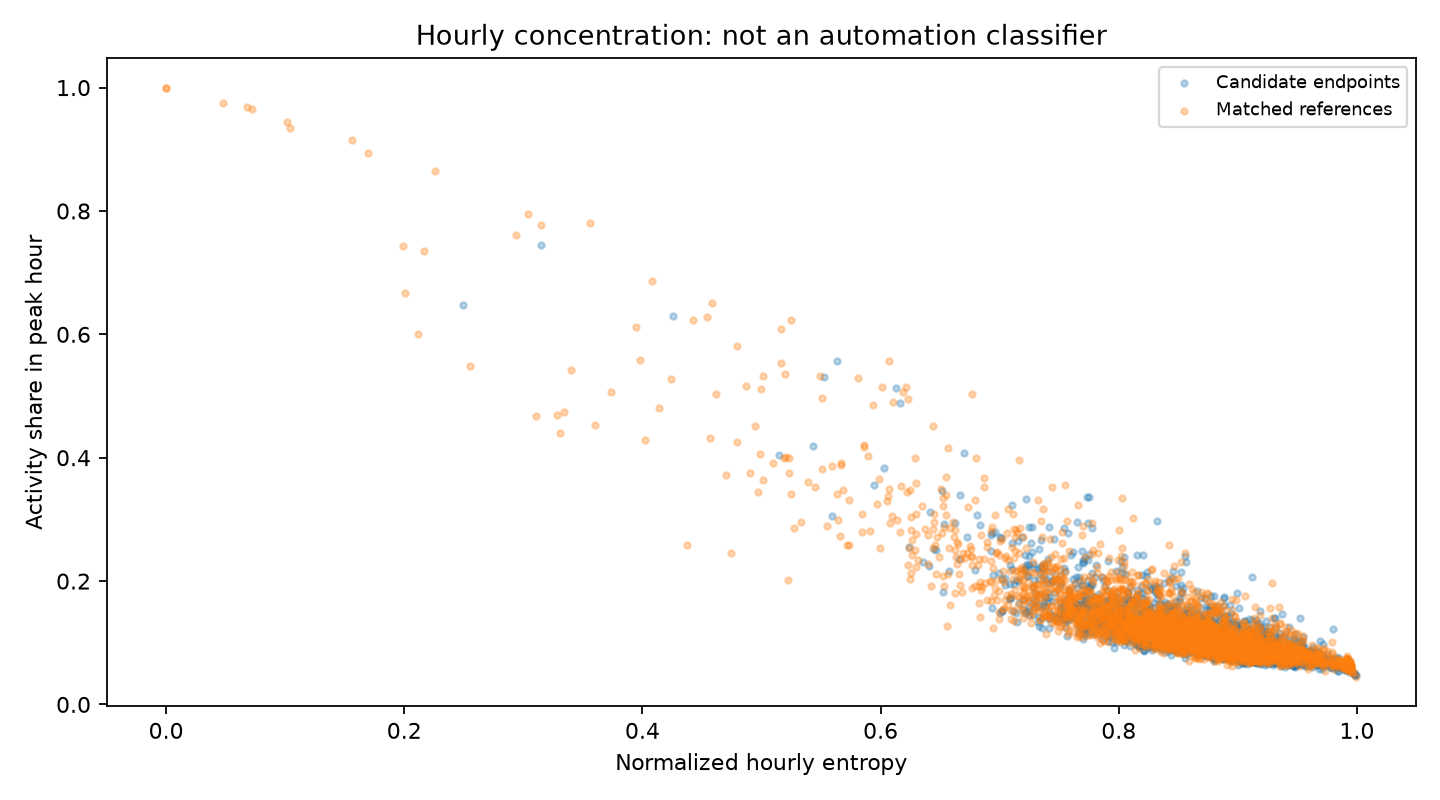 Hourly concentration: not an automation classifier
Candidate endpoints
Matched references
Activity share in peak hour
1.0
0.8
0.6
0.4
0.2
0.0
0.0 0.2 0.4 0.6 0.8 1.0
Normalized hourly entropy